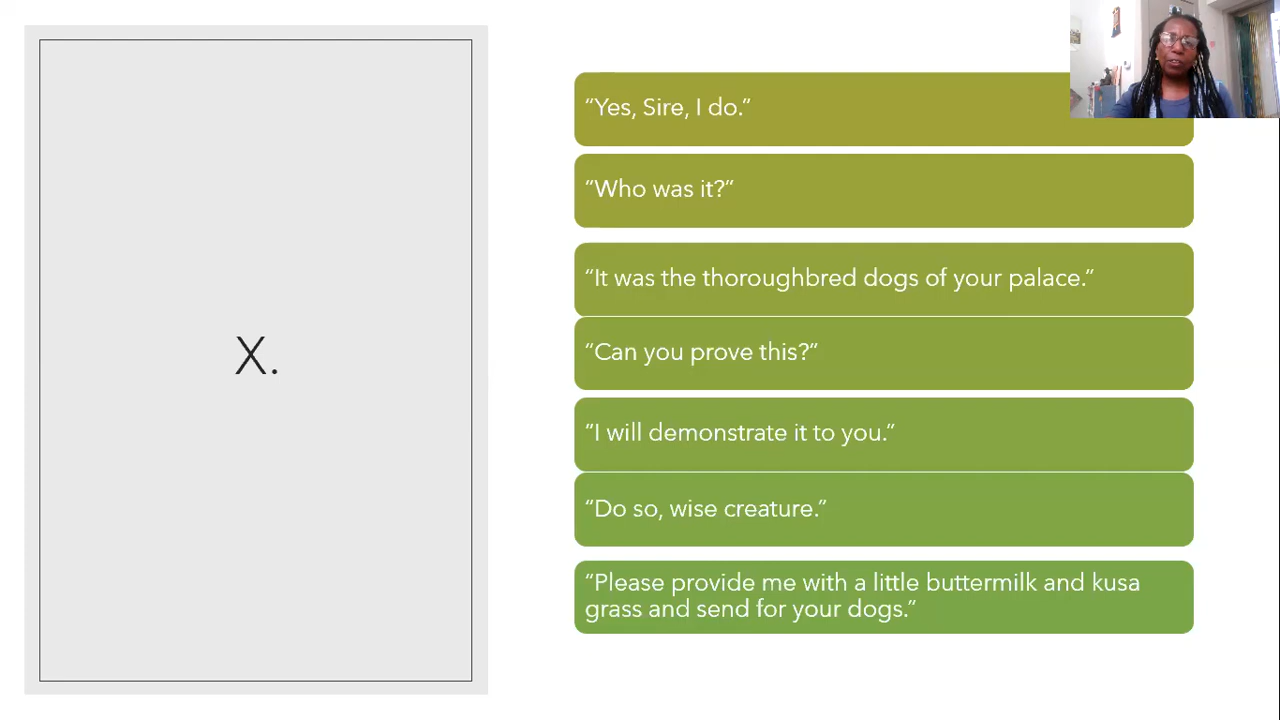 X.
“Yes, Sire, I do.”
“Who was it?”
“It was the thoroughbred dogs of your palace.”
“Can you prove this?”
“I will demonstrate it to you.”
“Do so, wise creature.”
“Please provide me with a little buttermilk and kusa
grass and send for your dogs.”